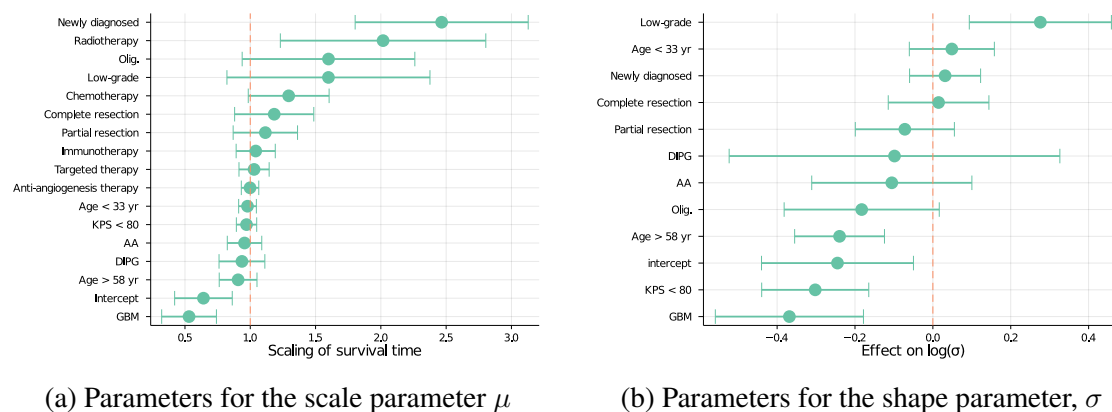 Newly diagnosed
Radiotherapy
Olig.
Low-grade
Chemotherapy
Complete resection
Partial resection
Immunotherapy
Targeted therapy
Anti-angiogenesis therapy
Age < 33 yr
KPS < 80
AA
DIPG
Age > 58 yr
Intercept
GBM
0.5 1.0 1.5 2.0 2.5 3.0
Scaling of survival time
(a) Parameters for the scale parameter μ
Low-grade
Age < 33 yr
Newly diagnosed
Complete resection
Partial resection
DIPG
AA
Olig.
Age > 58 yr
intercept
KPS < 80
GBM
−0.4 −0.2 0.0 0.2 0.4
Effect on log(σ)
(b) Parameters for the shape parameter, σ